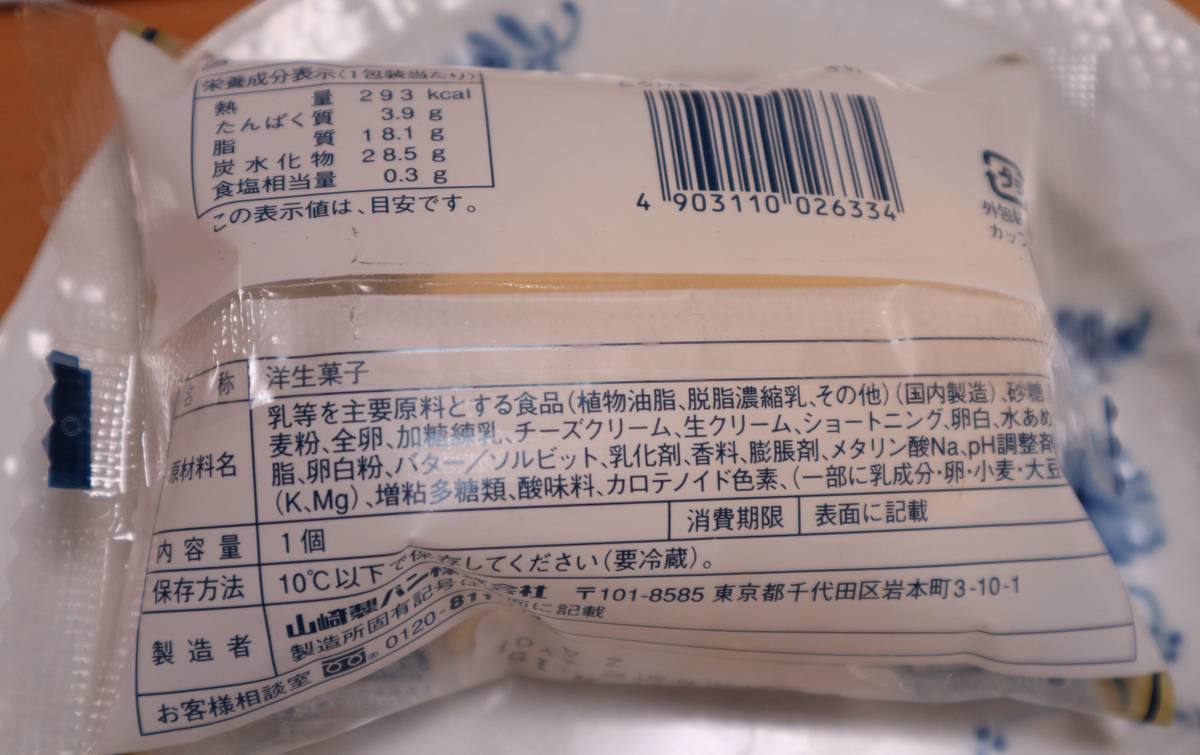 栄養成分表示(1包装当たり)
熱量 293 kcal
たんぱく質 3.9 g
脂質 18.1 g
炭水化物 28.5 g
食塩相当量 0.3 g
この表示値は、目安です。
4 903110 026334
外包装
カップ
名称 洋生菓子
原材料名
乳等を主要原料とする食品(植物油脂、脱脂濃縮乳、その他)(国内製造)、砂糖、
麦粉、全卵、加糖練乳、チーズクリーム、生クリーム、ショートニング、卵白、水あめ
脂、卵白粉、バター/ソルビット、乳化剤、香料、膨脹剤、メタリン酸Na、pH調整剤
(K、Mg)、増粘多糖類、酸味料、カロテノイド色素、(一部に乳成分・卵・小麦・大豆
内容量 1個 消費期限 表面に記載
保存方法 10℃以下で保存してください(要冷蔵)。
製造者 山崎製パン株式会社 〒101-8585 東京都千代田区岩本町3-10-1
製造所固有記号は表面に記載
お客様相談室 ® 0120-811